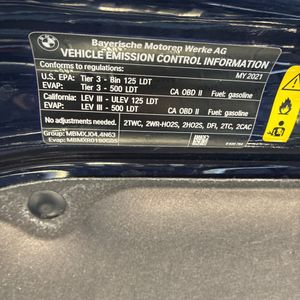 BMW
Bayerische Motoren Werke AG
VEHICLE EMISSION CONTROL INFORMATION
Conforms to regulations: MY 2021
U.S. EPA: Tier 3 - Bin 125 LDT
EVAP: Tier 3 - 500 LDT CA OBD II Fuel: gasoline
California: LEV III - ULEV 125 LDT
EVAP: LEV III - 500 LDT CA OBD II Fuel: gasoline
No adjustments needed. 2TWC, 2WR-HO2S, 2HO2S, DFI, 2TC, 2CAC
Group: MBMXJ04.4N63
Evap: